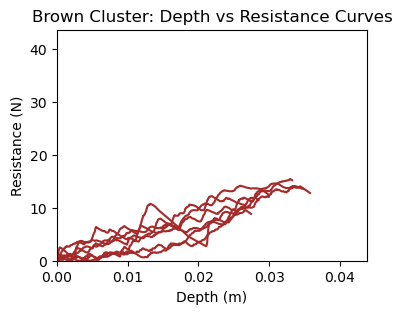 Brown Cluster: Depth vs Resistance Curves
Resistance (N)
40
30
20
10
0
0.00 0.01 0.02 0.03 0.04
Depth (m)